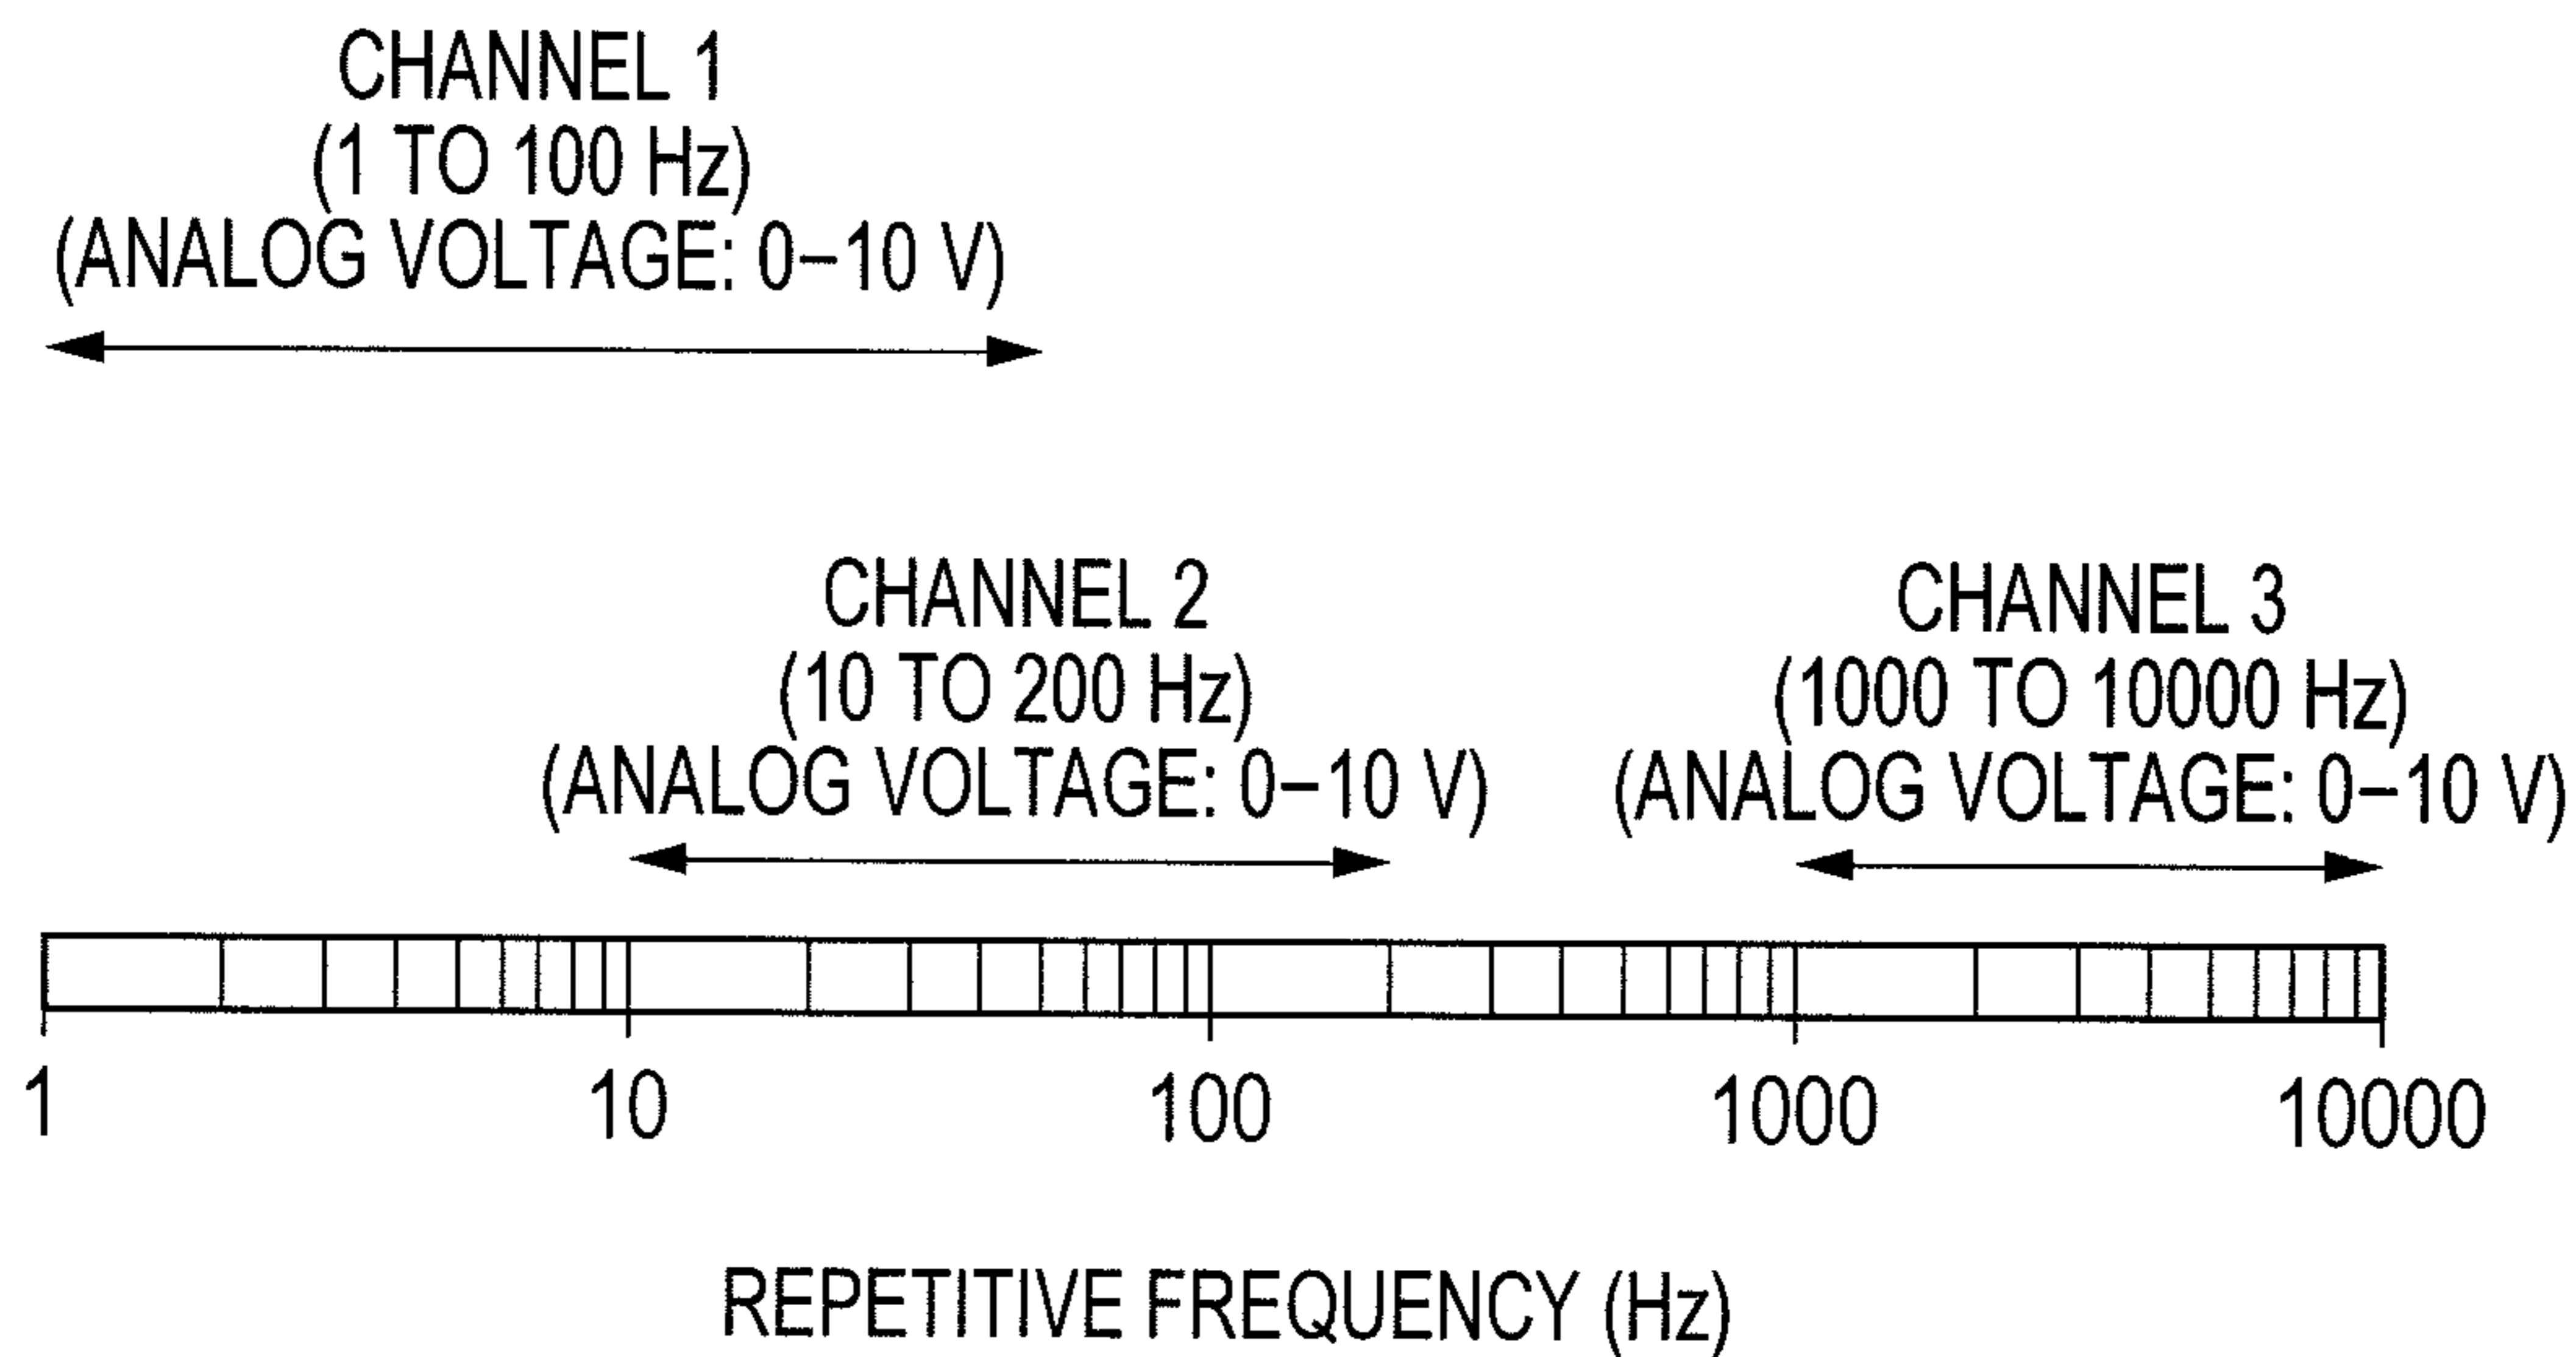 CHANNEL 1
(1 TO 100 Hz)
(ANALOG VOLTAGE: 0–10 V)
CHANNEL 2
(10 TO 200 Hz)
(ANALOG VOLTAGE: 0–10 V)
CHANNEL 3
(1000 TO 10000 Hz)
(ANALOG VOLTAGE: 0–10 V)
1 10 100 1000 10000
REPETITIVE FREQUENCY (Hz)